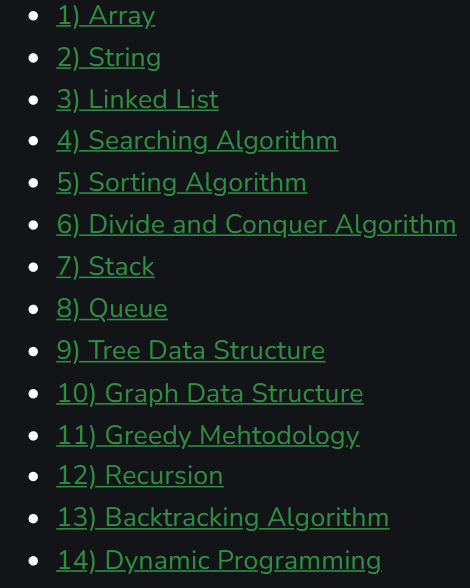 1) Array
2) String
3) Linked List
4) Searching Algorithm
5) Sorting Algorithm
6) Divide and Conquer Algorithm
7) Stack
8) Queue
9) Tree Data Structure
10) Graph Data Structure
11) Greedy Mehtodology
12) Recursion
13) Backtracking Algorithm
14) Dynamic Programming